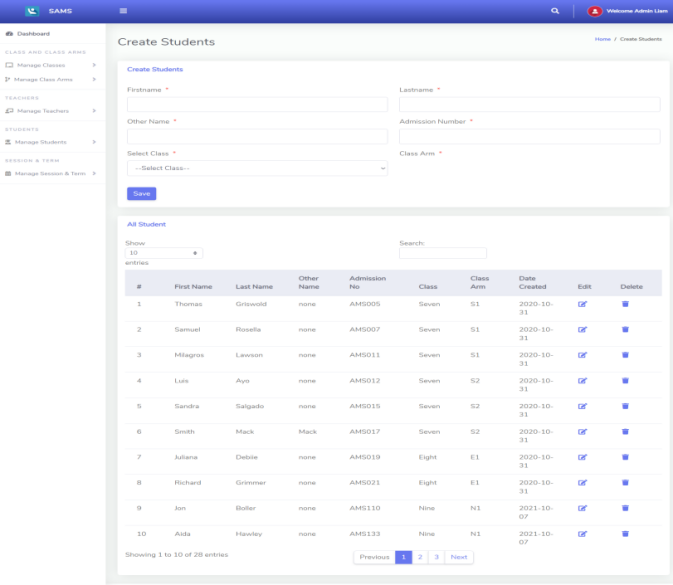 SAMS
Welcome Admin Liam
Dashboard
CLASS AND CLASS ARMS
Manage Classes
Manage Class Arms
TEACHERS
Manage Teachers
STUDENTS
Manage Students
SESSION & TERM
Manage Session & Term
Create Students
Home / Create Students
Create Students
Firstname *
Lastname *
Other Name *
Admission Number *
Select Class *
Class Arm *
--Select Class--
Save
All Student
Show
10
entries
Search:
# First Name Last Name Other Name Admission No Class Class Arm Date Created Edit Delete
1 Thomas Griswold none AMS005 Seven S1 2020-10-31
2 Samuel Rosella none AMS007 Seven S1 2020-10-31
3 Milagros Lawson none AMS011 Seven S1 2020-10-31
4 Luis Ayo none AMS012 Seven S2 2020-10-31
5 Sandra Salgado none AMS015 Seven S2 2020-10-31
6 Smith Mack Mack AMS017 Seven S2 2020-10-31
7 Juliana Deblie none AMS019 Eight E1 2020-10-31
8 Richard Grimmer none AMS021 Eight E1 2020-10-31
9 Jon Boller none AMS110 Nine N1 2021-10-07
10 Aida Hawley none AMS133 Nine N1 2021-10-07
Showing 1 to 10 of 28 entries
Previous 1 2 3 Next